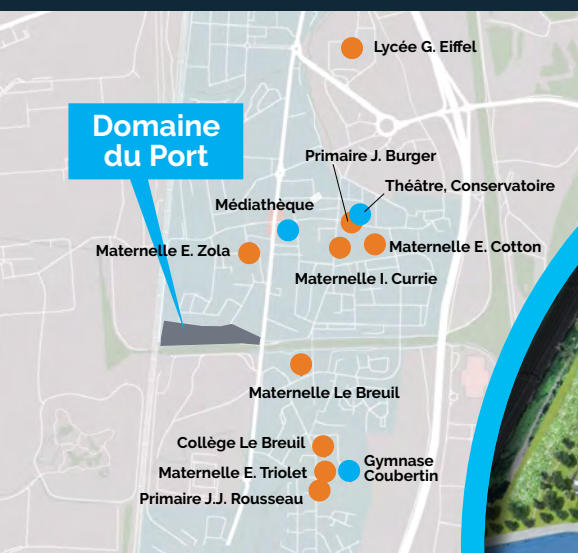 Lycée G. Eiffel
Domaine
du Port
Primaire J. Burger
Théâtre, Conservatoire
Médiathèque
Maternelle E. Zola
Maternelle E. Cotton
Maternelle I. Currie
Maternelle Le Breuil
Collège Le Breuil
Gymnase
Coubertin
Maternelle E. Triolet
Primaire J.J. Rousseau